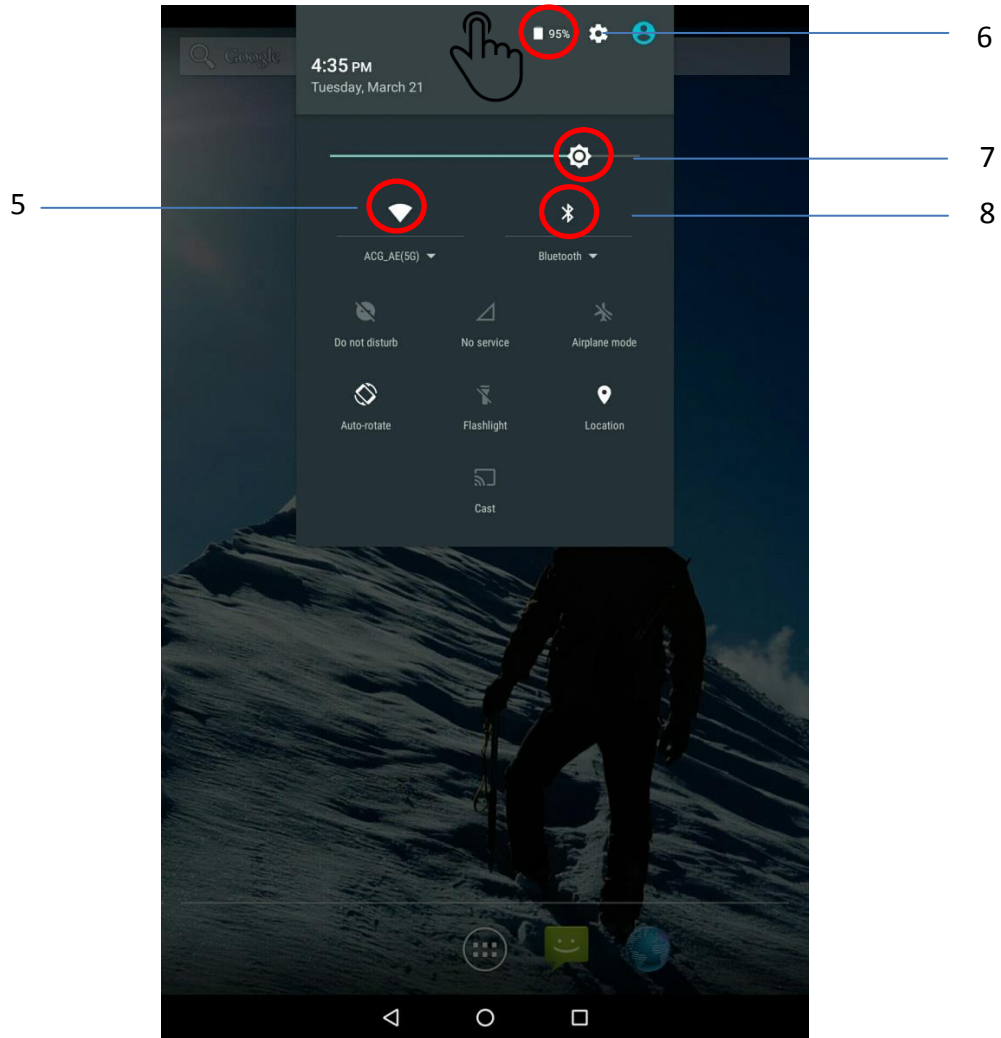 95%
6
Google
4:35 PM
Tuesday, March 21
7
5
8
ACG_AE(5G)
Bluetooth
Do not disturb
No service
Airplane mode
Auto-rotate
Flashlight
Location
Cast